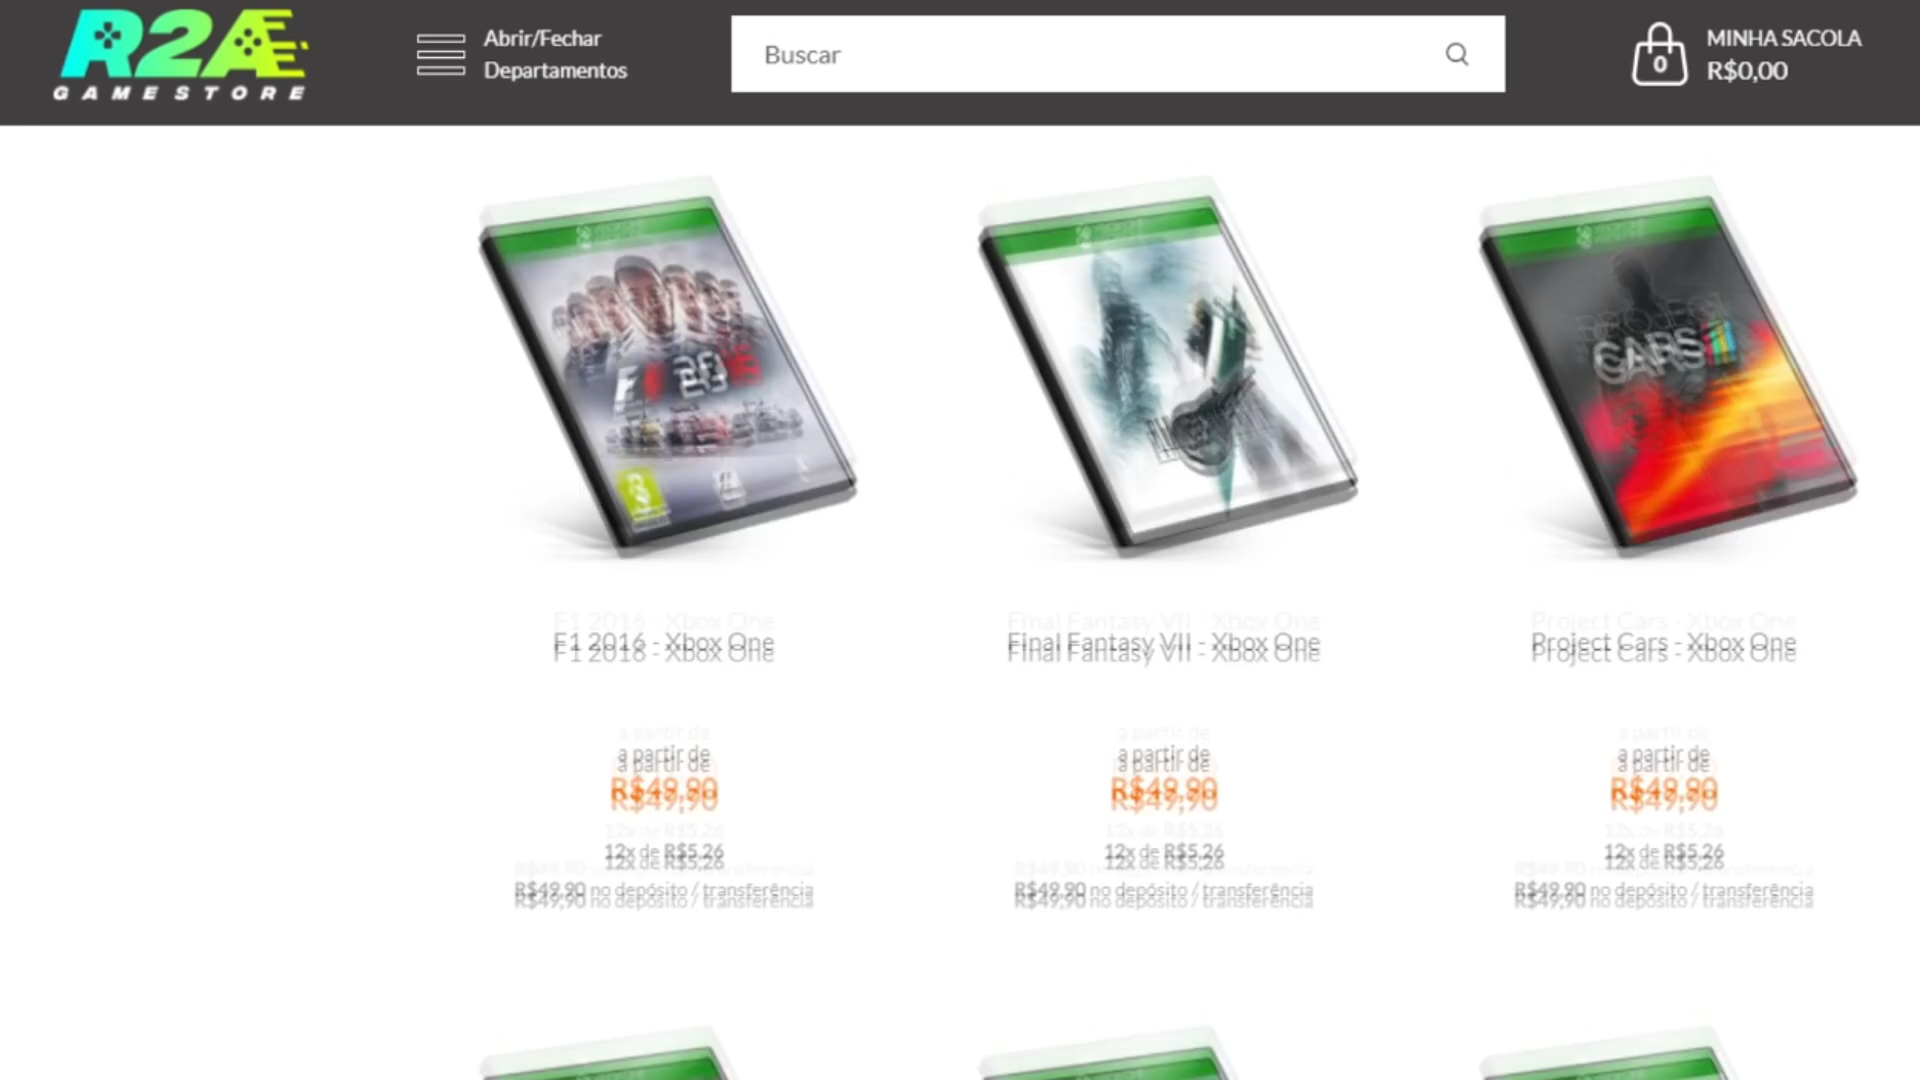 R2Æ
GAMESTORE
Abrir/Fechar
Departamentos
Buscar
0
MINHA SACOLA
R$0,00
CARS
F1 2016 - Xbox One
Final Fantasy VII - Xbox One
Project Cars - Xbox One
a partir de
a partir de
a partir de
R$49,90
R$49,90
R$49,90
12x de R$5,26
12x de R$5,26
12x de R$5,26
R$49,90 no depósito / transferência
R$49,90 no depósito / transferência
R$49,90 no depósito / transferência